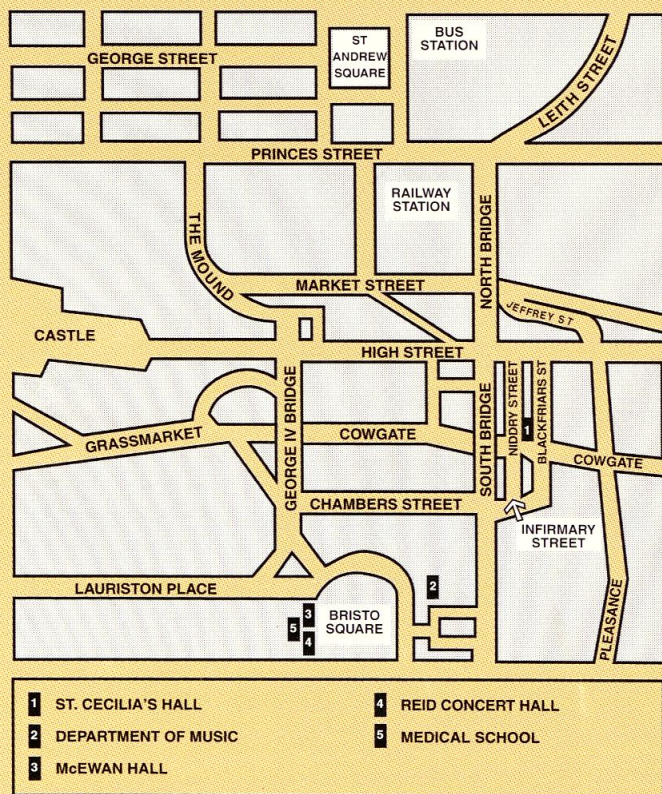 GEORGE STREET
ST
ANDREW
SQUARE
BUS
STATION
LEITH STREET
PRINCES STREET
RAILWAY
STATION
THE MOUND
NORTH BRIDGE
MARKET STREET
JEFFREY ST
CASTLE
HIGH STREET
GEORGE IV BRIDGE
SOUTH BRIDGE
NIDDRY STREET
BLACKFRIARS ST
1
GRASSMARKET
COWGATE
COWGATE
CHAMBERS STREET
INFIRMARY
STREET
LAURISTON PLACE
2
3
5
4
BRISTO
SQUARE
PLEASANCE
1 ST. CECILIA'S HALL
2 DEPARTMENT OF MUSIC
3 McEWAN HALL
4 REID CONCERT HALL
5 MEDICAL SCHOOL